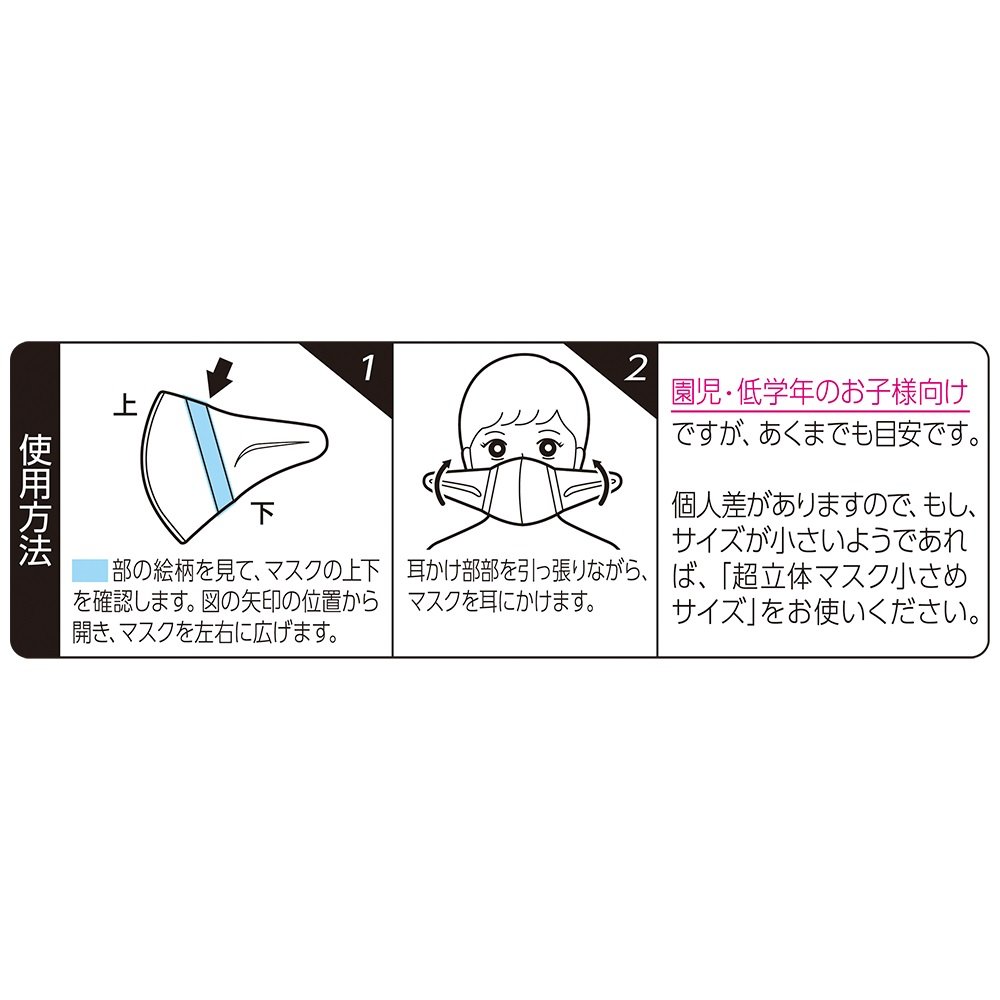 使用方法
1
上
下
部の絵柄を見て、マスクの上下
を確認します。図の矢印の位置から
開き、マスクを左右に広げます。
2
耳かけ部部を引っ張りながら、
マスクを耳にかけます。
園児・低学年のお子様向け
ですが、あくまでも目安です。
個人差がありますので、もし、
サイズが小さいようであれ
ば、「超立体マスク小さめ
サイズ」をお使いください。